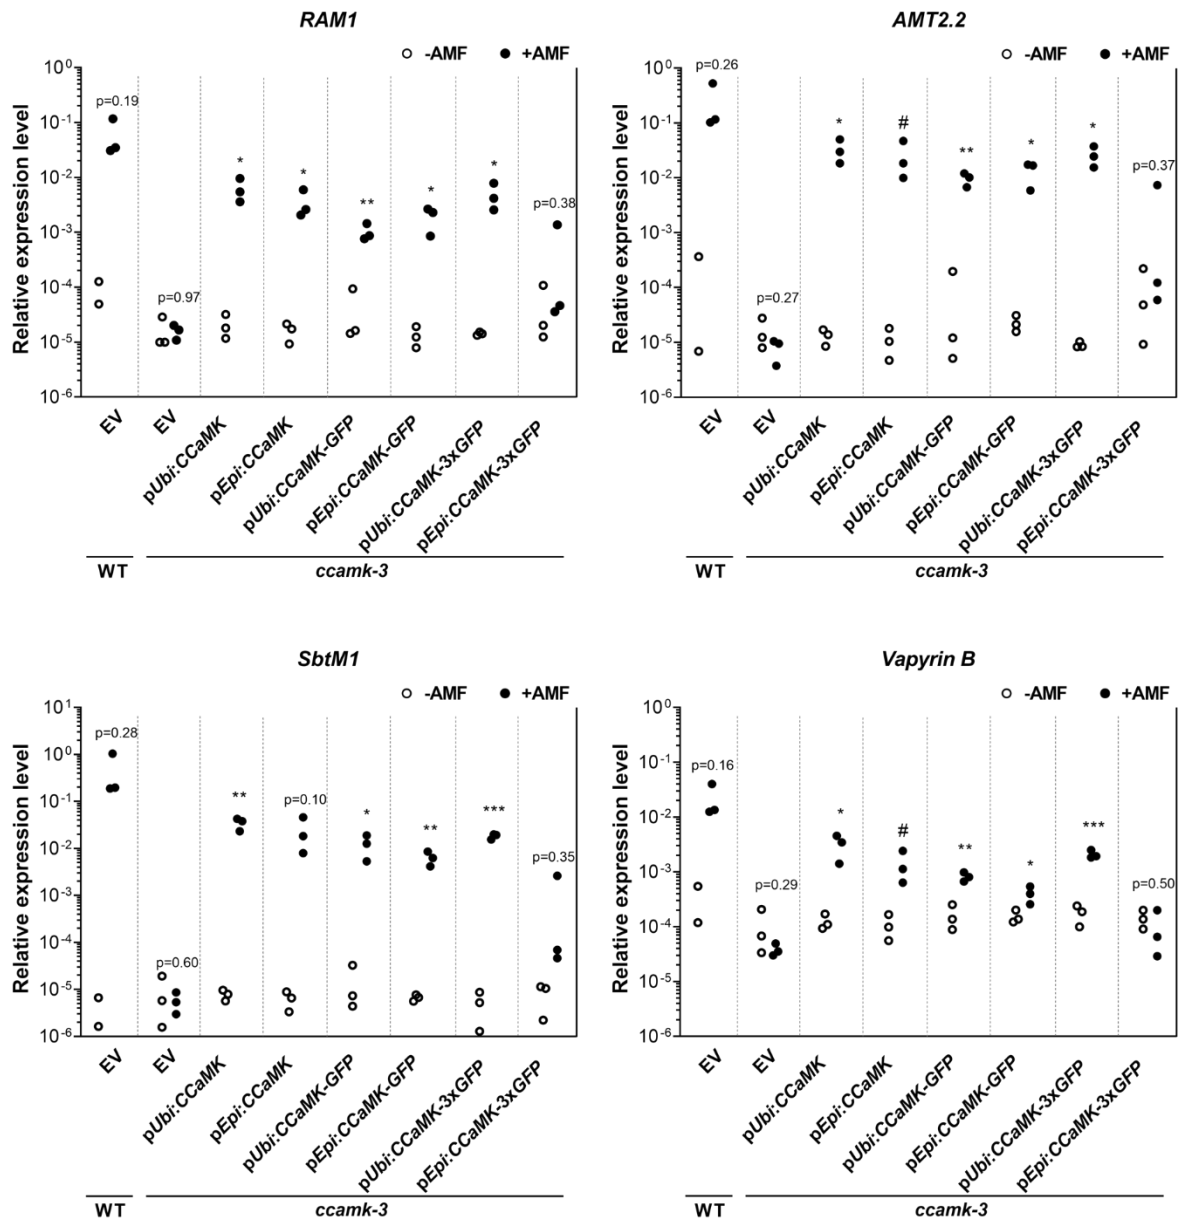 RAM1
-AMF +AMF
Relative expression level
10^0
10^-1
10^-2
10^-3
10^-4
10^-5
10^-6
p=0.19
p=0.97
*
*
**
*
*
p=0.38
EV
EV
pUbi:CCaMK
pEpi:CCaMK
pUbi:CCaMK-GFP
pEpi:CCaMK-GFP
pUbi:CCaMK-3xGFP
pEpi:CCaMK-3xGFP
WT
ccamk-3
AMT2.2
-AMF +AMF
Relative expression level
10^0
10^-1
10^-2
10^-3
10^-4
10^-5
10^-6
p=0.26
p=0.27
*
#
**
*
*
p=0.37
EV
EV
pUbi:CCaMK
pEpi:CCaMK
pUbi:CCaMK-GFP
pEpi:CCaMK-GFP
pUbi:CCaMK-3xGFP
pEpi:CCaMK-3xGFP
WT
ccamk-3
SbtM1
-AMF +AMF
Relative expression level
10^1
10^0
10^-1
10^-2
10^-3
10^-4
10^-5
10^-6
p=0.28
p=0.60
**
p=0.10
*
**
***
p=0.35
EV
EV
pUbi:CCaMK
pEpi:CCaMK
pUbi:CCaMK-GFP
pEpi:CCaMK-GFP
pUbi:CCaMK-3xGFP
pEpi:CCaMK-3xGFP
WT
ccamk-3
Vapyrin B
-AMF +AMF
Relative expression level
10^0
10^-1
10^-2
10^-3
10^-4
10^-5
10^-6
p=0.16
p=0.29
*
#
**
*
***
p=0.50
EV
EV
pUbi:CCaMK
pEpi:CCaMK
pUbi:CCaMK-GFP
pEpi:CCaMK-GFP
pUbi:CCaMK-3xGFP
pEpi:CCaMK-3xGFP
WT
ccamk-3